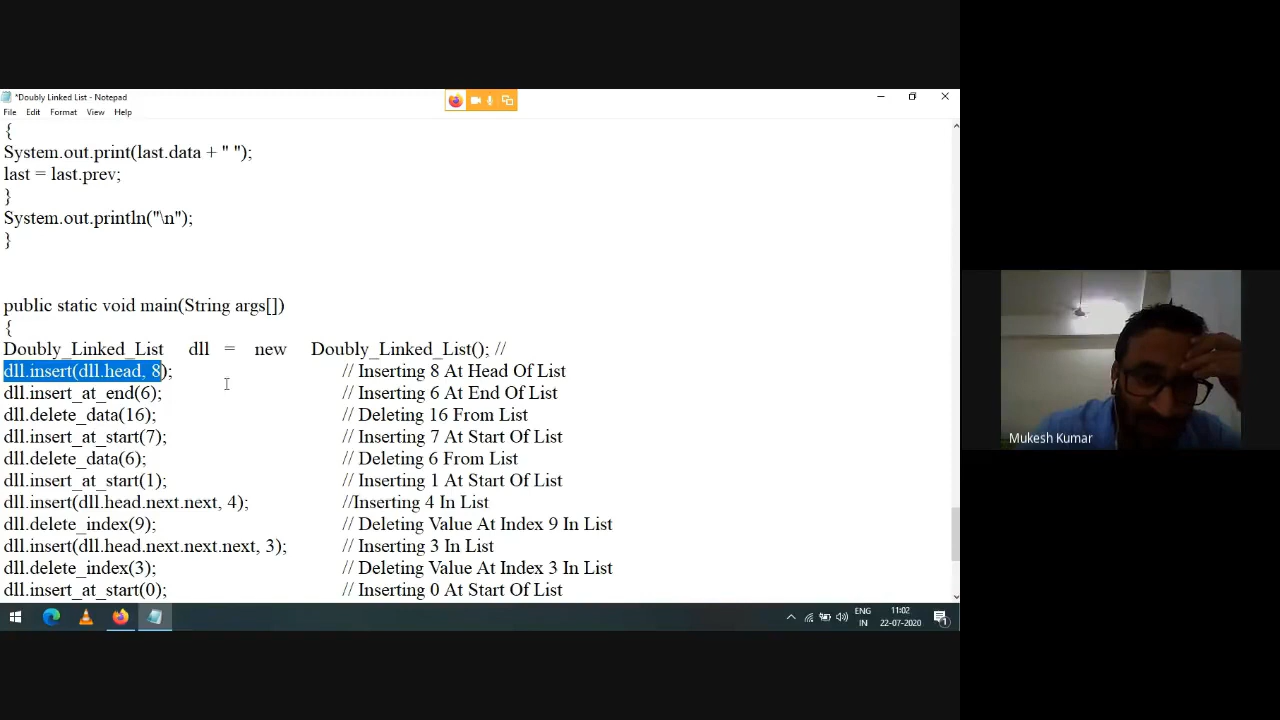 *Doubly Linked List - Notepad
File Edit Format View Help
{
System.out.print(last.data + " ");
last = last.prev;
}
System.out.println("\n");
}
public static void main(String args[])
{
Doubly_Linked_List dll = new Doubly_Linked_List(); //
dll.insert(dll.head, 8); // Inserting 8 At Head Of List
dll.insert_at_end(6); // Inserting 6 At End Of List
dll.delete_data(16); // Deleting 16 From List
dll.insert_at_start(7); // Inserting 7 At Start Of List
dll.delete_data(6); // Deleting 6 From List
dll.insert_at_start(1); // Inserting 1 At Start Of List
dll.insert(dll.head.next.next, 4); //Inserting 4 In List
dll.delete_index(9); // Deleting Value At Index 9 In List
dll.insert(dll.head.next.next.next, 3); // Inserting 3 In List
dll.delete_index(3); // Deleting Value At Index 3 In List
dll.insert_at_start(0); // Inserting 0 At Start Of List
Mukesh Kumar
ENG 11:02
IN 22-07-2020 1